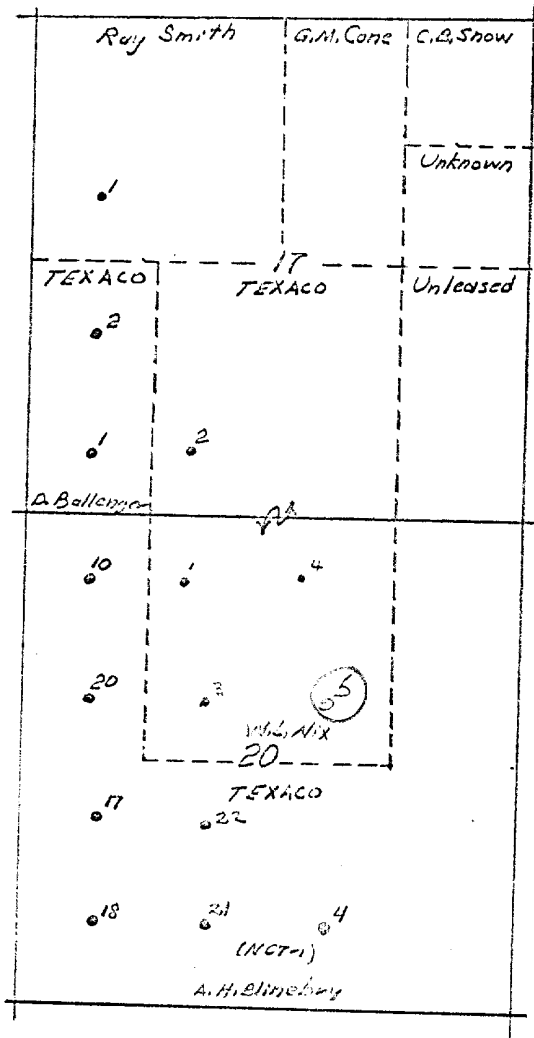 Ray Smith G.M. Cone C.B. Snow
Unknown
1
17
TEXACO TEXACO Unleased
2
1 2
D. Ballenger
10 1 4
20 3 5
W.L. Nix
20
TEXACO
17 22
18 21 4
(NCT-1)
A.H. Blinebry